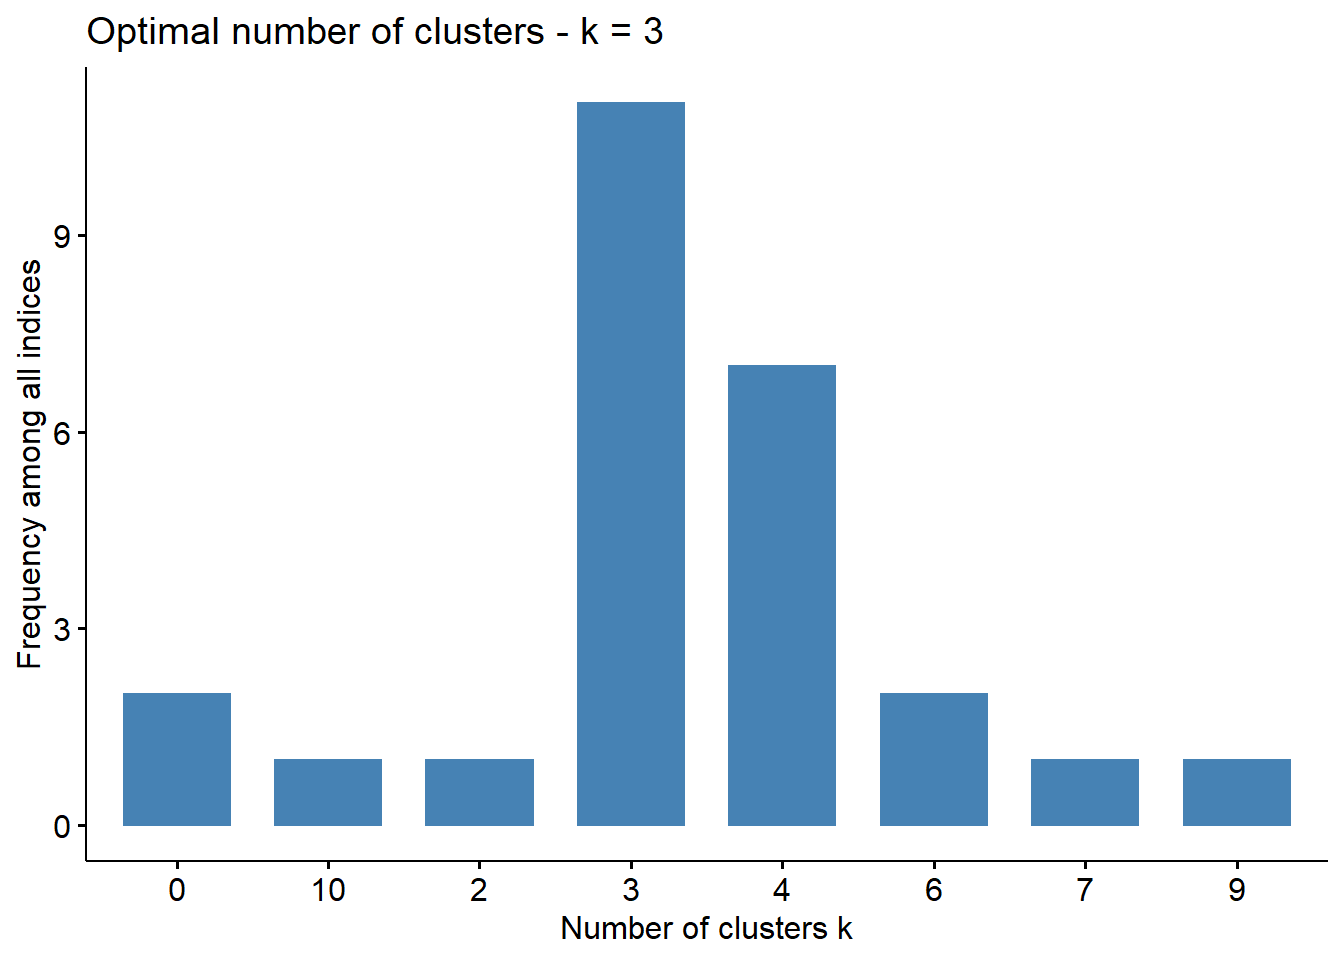 Optimal number of clusters - k = 3
Frequency among all indices
9
6
3
0
0 10 2 3 4 6 7 9
Number of clusters k